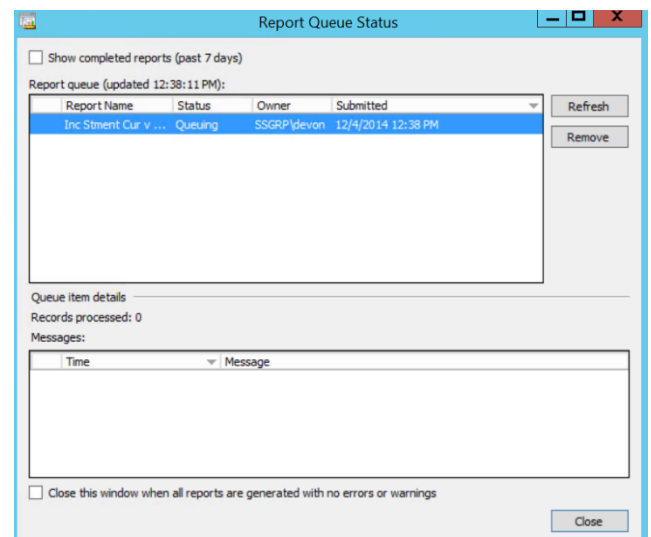 Report Queue Status
Show completed reports (past 7 days)
Report queue (updated 12:38:11 PM):
Report Name Status Owner Submitted
Refresh
Inc Stment Cur v ... Queuing SSGRP\devon 12/4/2014 12:38 PM
Remove
Queue item details
Records processed: 0
Messages:
Time Message
Close this window when all reports are generated with no errors or warnings
Close